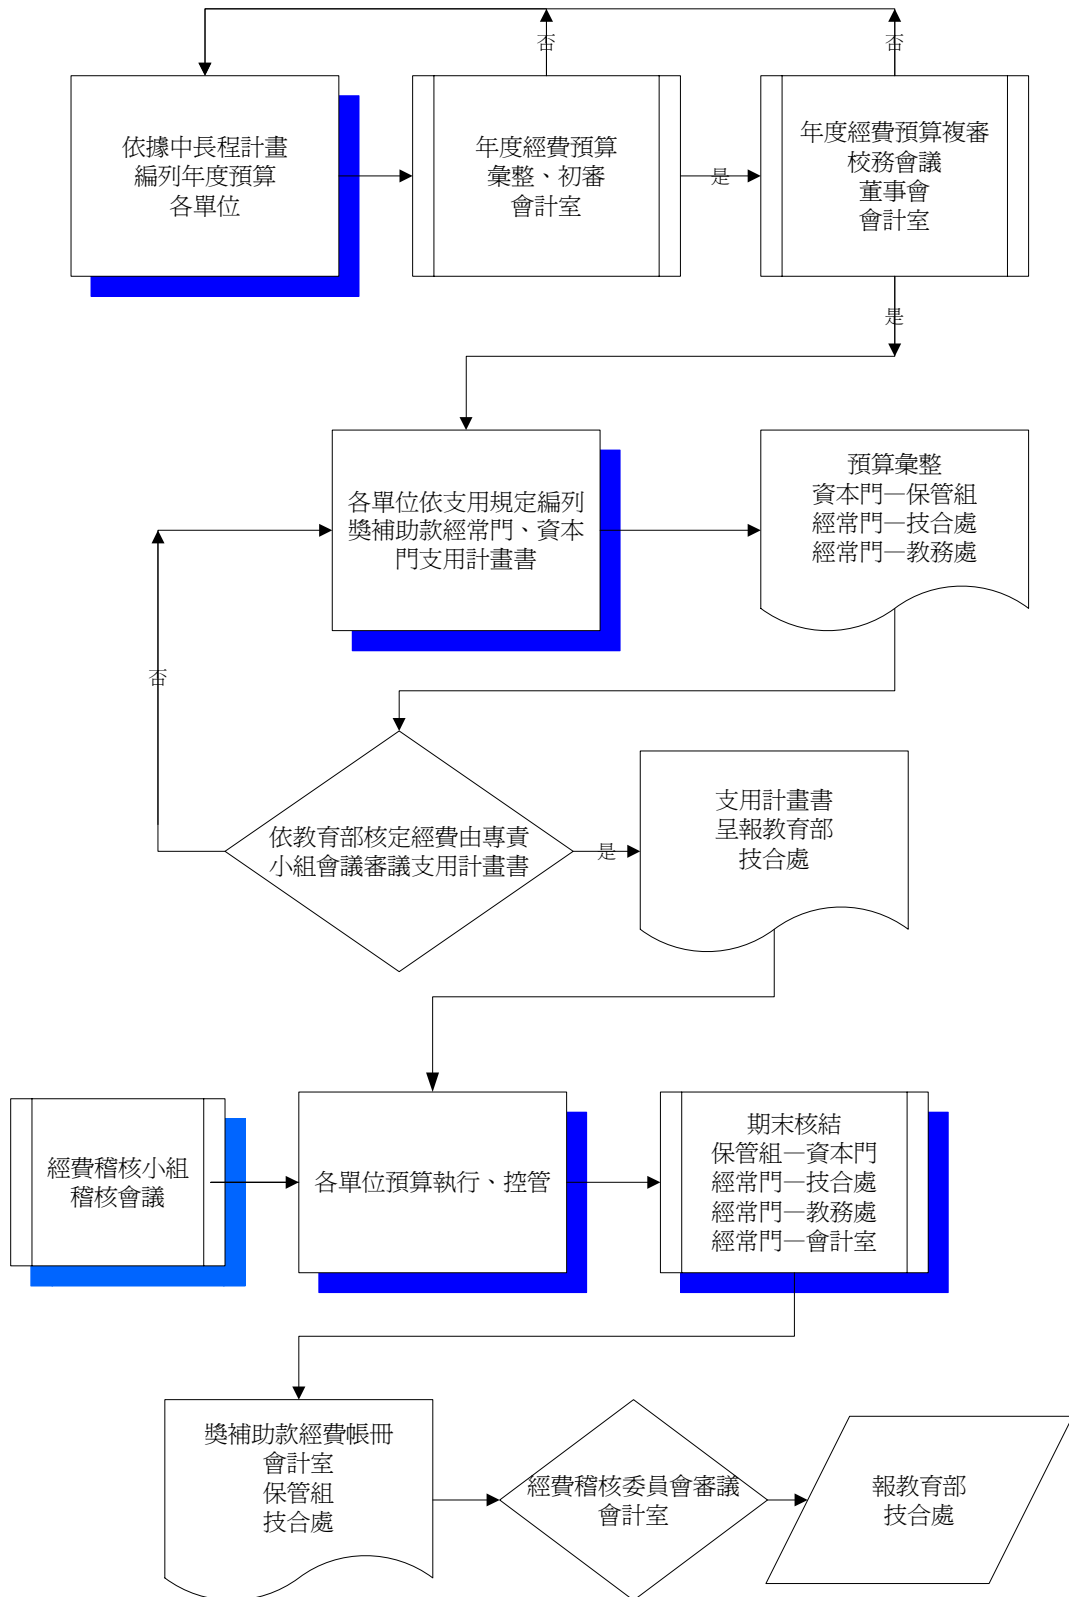 否
否
依據中長程計畫
編列年度預算
各單位
年度經費預算
彙整、初審
會計室
是
年度經費預算複審
校務會議
董事會
會計室
是
各單位依支用規定編列
獎補助款經常門、資本
門支用計畫書
預算彙整
資本門—保管組
經常門—技合處
經常門—教務處
否
依教育部核定經費由專責
小組會議審議支用計畫書
是
支用計畫書
呈報教育部
技合處
經費稽核小組
稽核會議
各單位預算執行、控管
期末核結
保管組—資本門
經常門—技合處
經常門—教務處
經常門—會計室
獎補助款經費帳冊
會計室
保管組
技合處
經費稽核委員會審議
會計室
報教育部
技合處